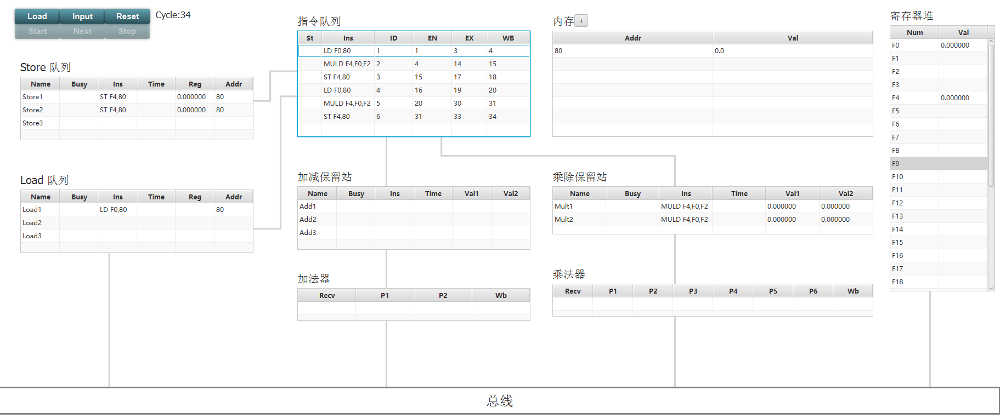 Load Input Reset Cycle:34
Start Next Stop
指令队列
St Ins ID EN EX WB
LD F0,80 1 1 3 4
MULD F4,F0,F2 2 4 14 15
ST F4,80 3 15 17 18
LD F0,80 4 16 19 20
MULD F4,F0,F2 5 20 30 31
ST F4,80 6 31 33 34
内存 +
Addr Val
80 0.0
寄存器堆
Num Val
F0 0.000000
F1
F2
F3
F4 0.000000
F5
F6
F7
F8
F9
F10
F11
F12
F13
F14
F15
F16
F17
F18
Store 队列
Name Busy Ins Time Reg Addr
Store1 ST F4,80 0.000000 80
Store2 ST F4,80 0.000000 80
Store3
Load 队列
Name Busy Ins Time Reg Addr
Load1 LD F0,80 80
Load2
Load3
加减保留站
Name Busy Ins Time Val1 Val2
Add1
Add2
Add3
乘除保留站
Name Busy Ins Time Val1 Val2
Mult1 MULD F4,F0,F2 0.000000 0.000000
Mult2 MULD F4,F0,F2 0.000000 0.000000
加法器
Recv P1 P2 Wb
乘法器
Recv P1 P2 P3 P4 P5 P6 Wb
总线